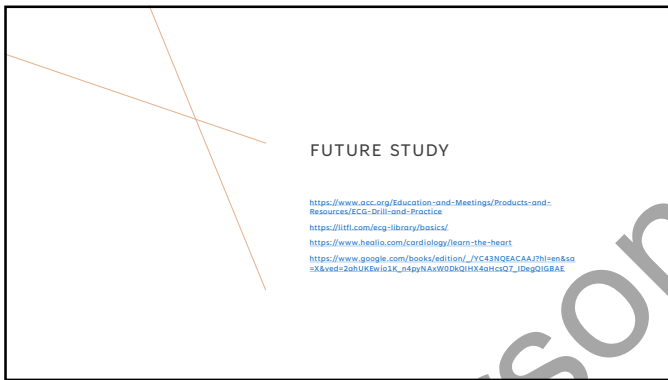 FUTURE STUDY
https://www.acc.org/Education-and-Meetings/Products-and-
Resources/ECG-Drill-and-Practice
https://litfl.com/ecg-library/basics/
https://www.healio.com/cardiology/learn-the-heart
https://www.google.com/books/edition/_/YC43NQEACAAJ?hl=en&sa
=X&ved=2ahUKEwio1K_n4pyNAxW0DkQIHX4aHcsQ7_IDegQIGBAE